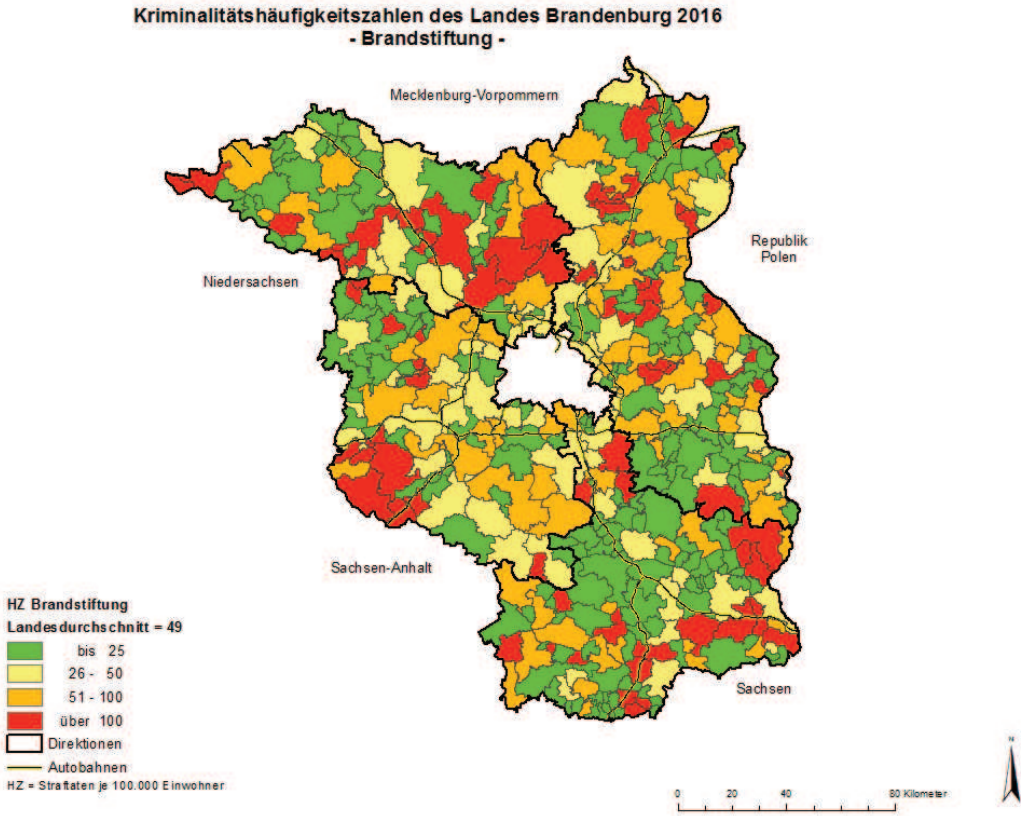 Kriminalitätshäufigkeitszahlen des Landes Brandenburg 2016
- Brandstiftung -
Mecklenburg-Vorpommern
Republik
Polen
Niedersachsen
Sachsen-Anhalt
Sachsen
HZ Brandstiftung
Landesdurchschnitt = 49
bis 25
26 - 50
51 - 100
über 100
Direktionen
Autobahnen
HZ = Straftaten je 100.000 Einwohner
N
0 20 40 80 Kilometer